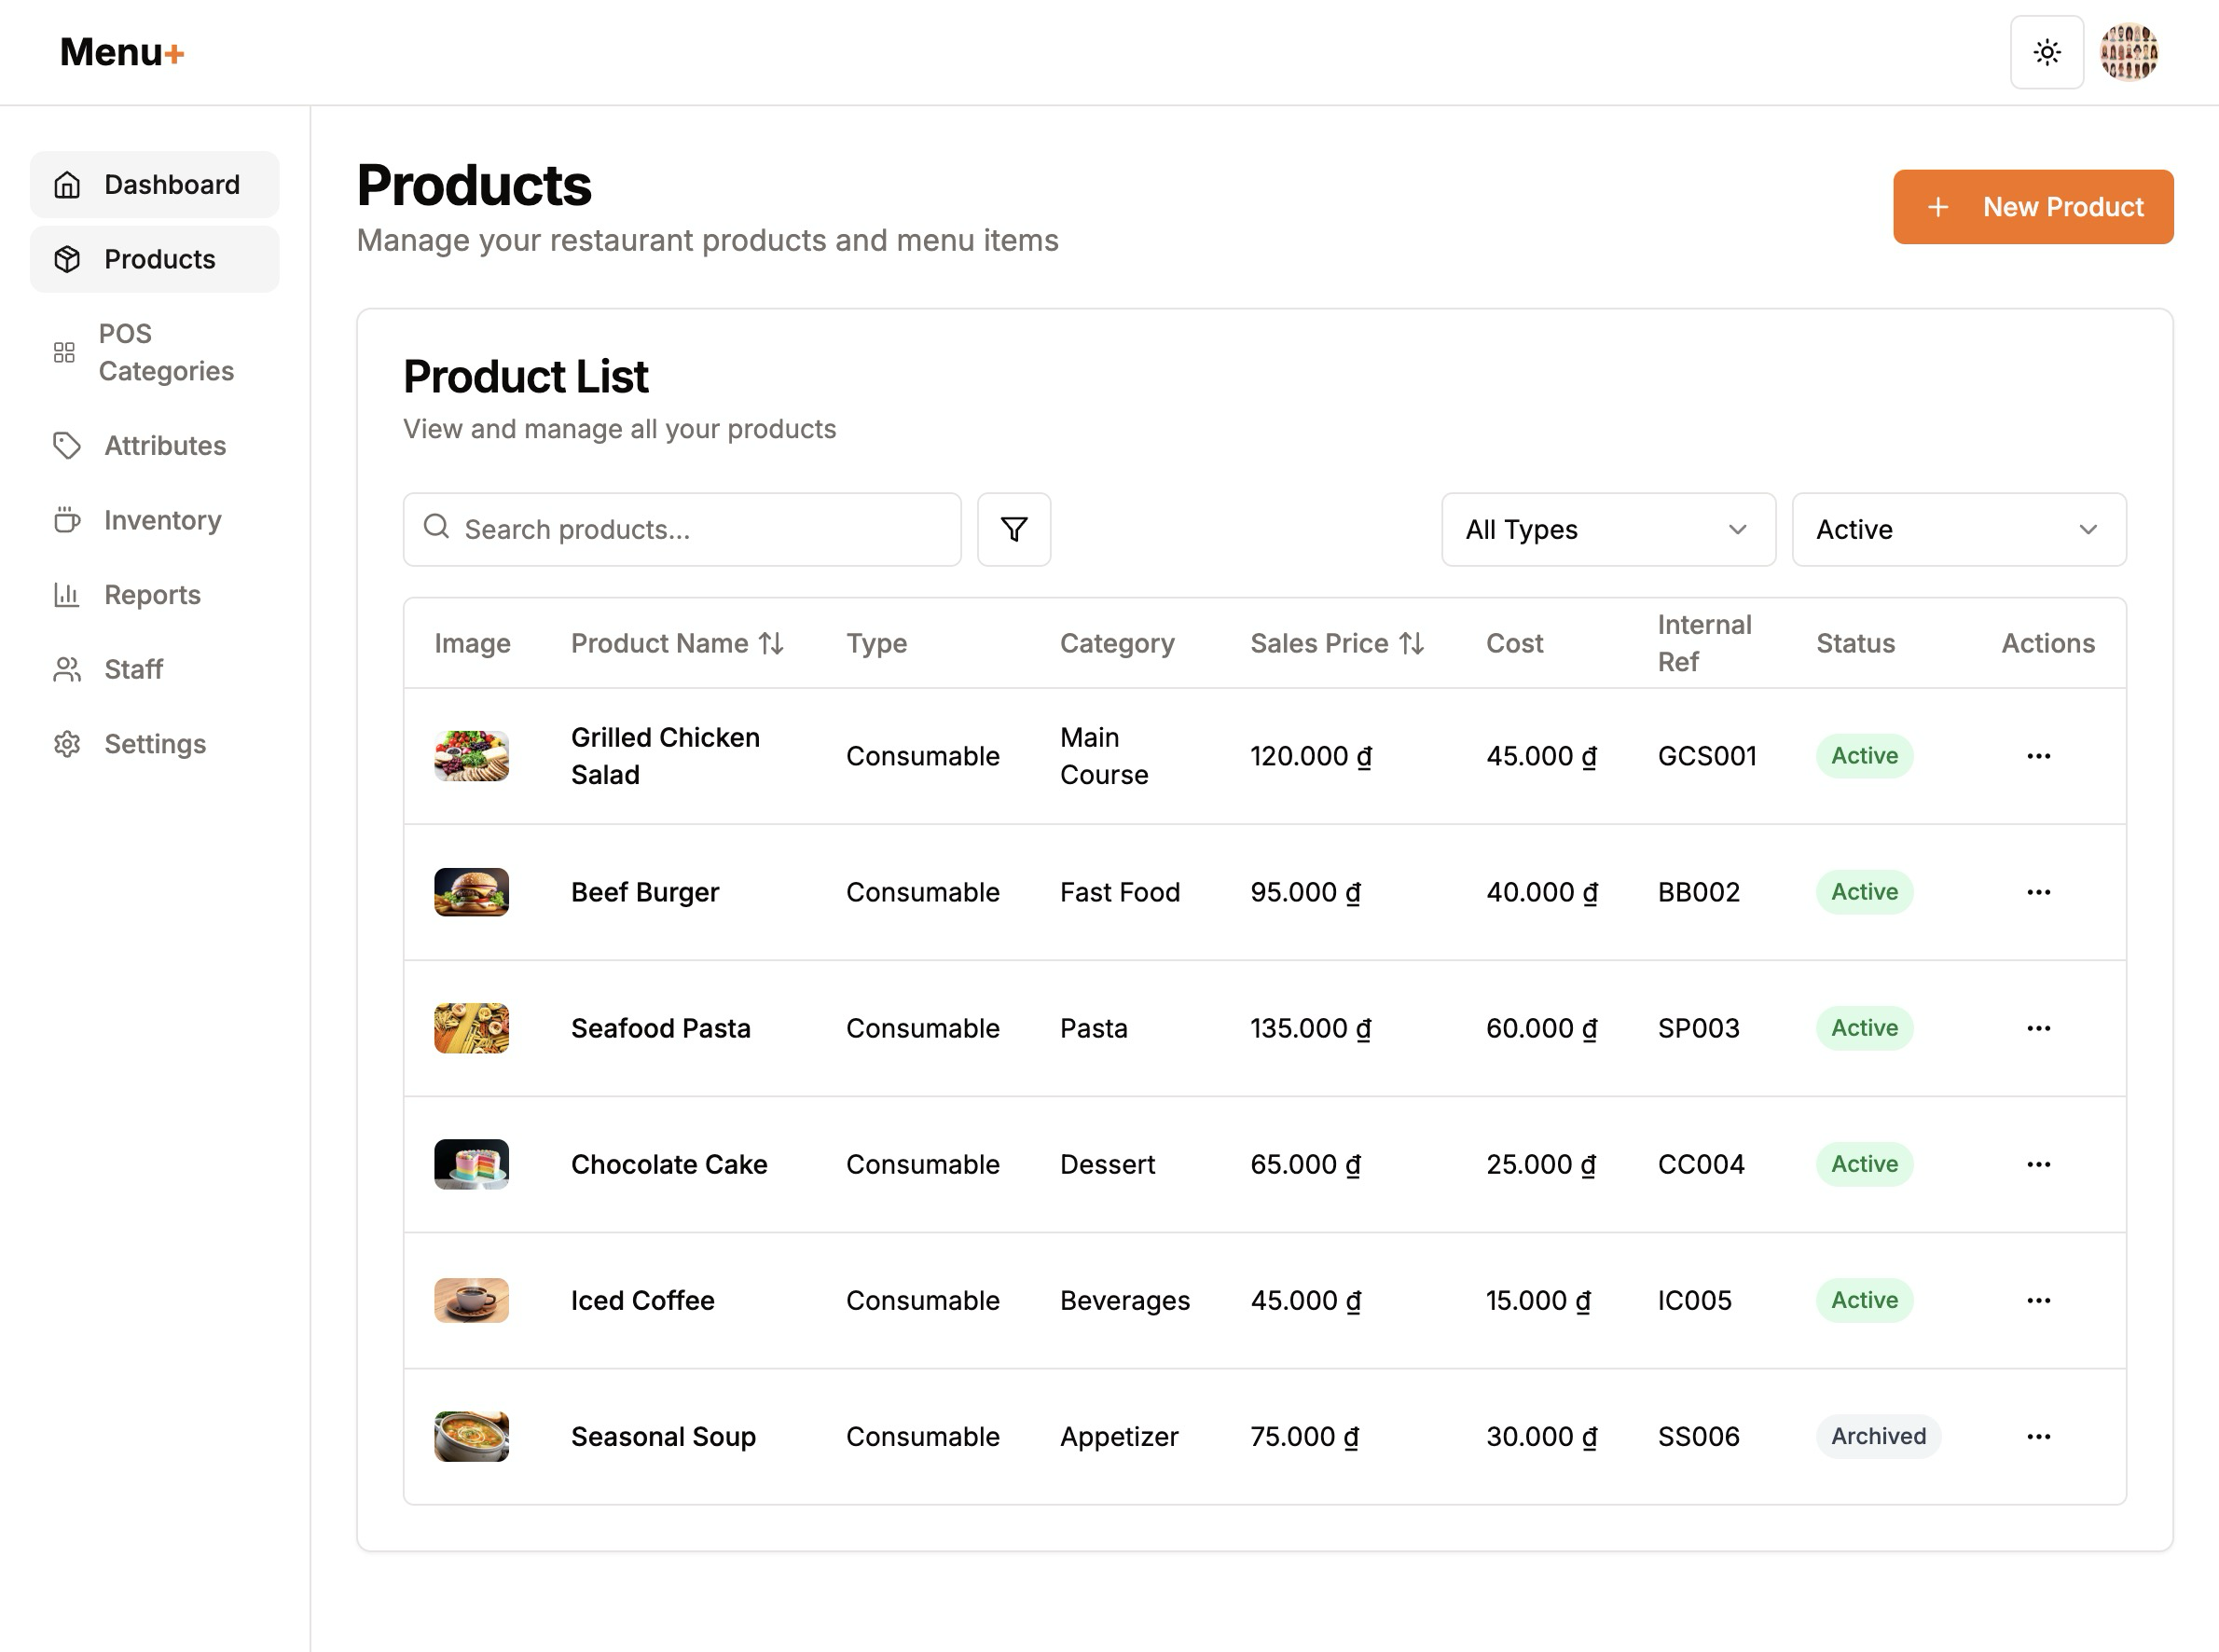 Menu+
Dashboard
Products
POS
Categories
Attributes
Inventory
Reports
Staff
Settings
Products
Manage your restaurant products and menu items
New Product
Product List
View and manage all your products
Search products...
All Types
Active
Image Product Name Type Category Sales Price Cost Internal Ref Status Actions
Grilled Chicken Salad Consumable Main Course 120.000 ₫ 45.000 ₫ GCS001 Active
Beef Burger Consumable Fast Food 95.000 ₫ 40.000 ₫ BB002 Active
Seafood Pasta Consumable Pasta 135.000 ₫ 60.000 ₫ SP003 Active
Chocolate Cake Consumable Dessert 65.000 ₫ 25.000 ₫ CC004 Active
Iced Coffee Consumable Beverages 45.000 ₫ 15.000 ₫ IC005 Active
Seasonal Soup Consumable Appetizer 75.000 ₫ 30.000 ₫ SS006 Archived